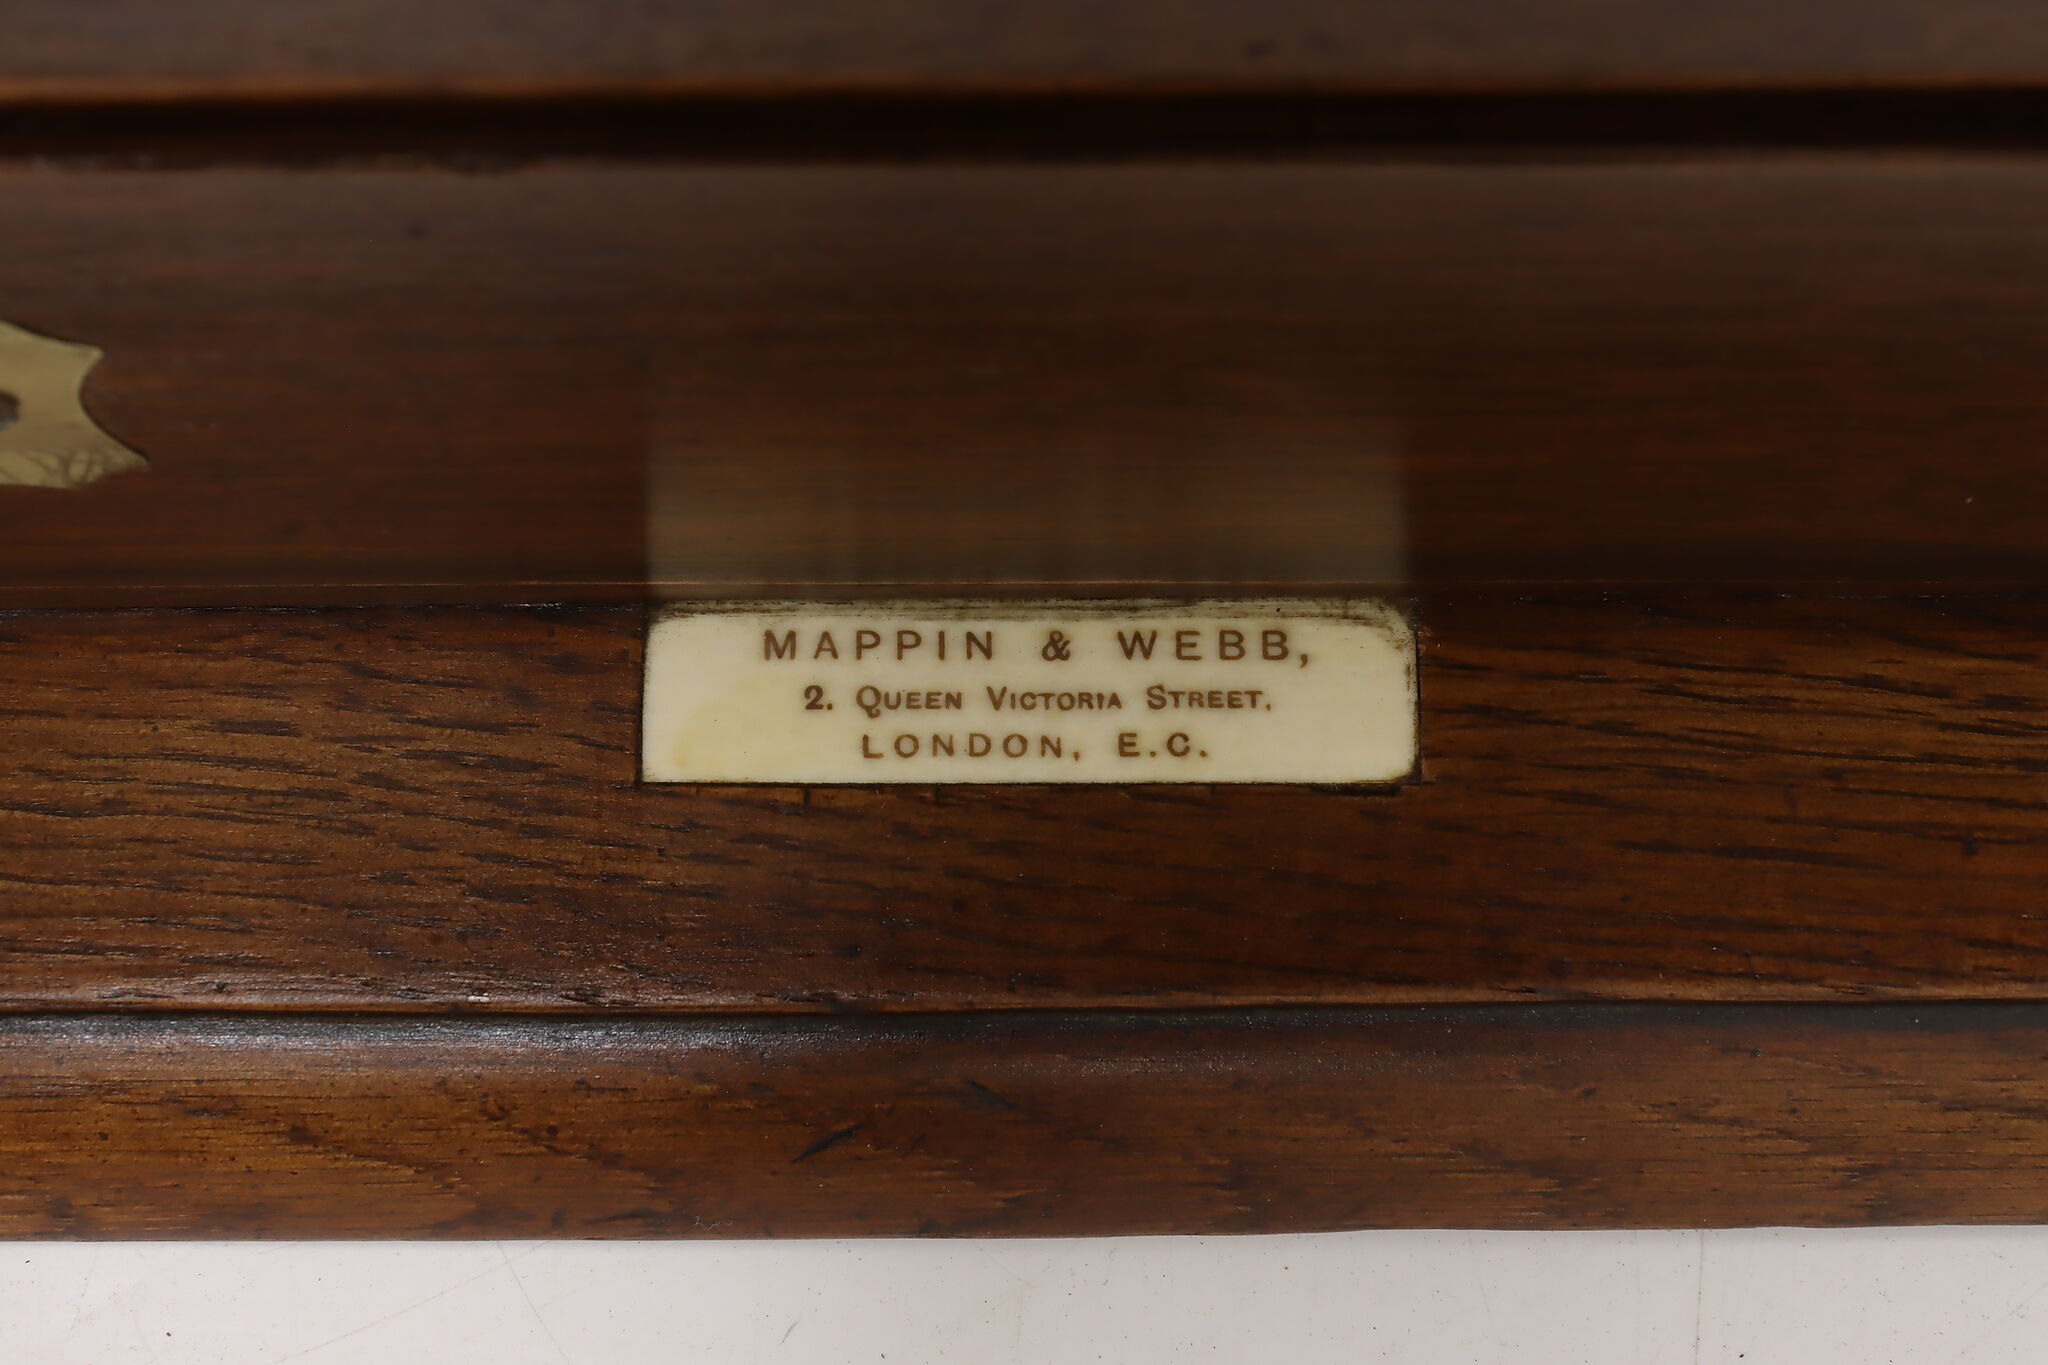 MAPPIN & WEBB,
2. QUEEN VICTORIA STREET.
LONDON, E.C.